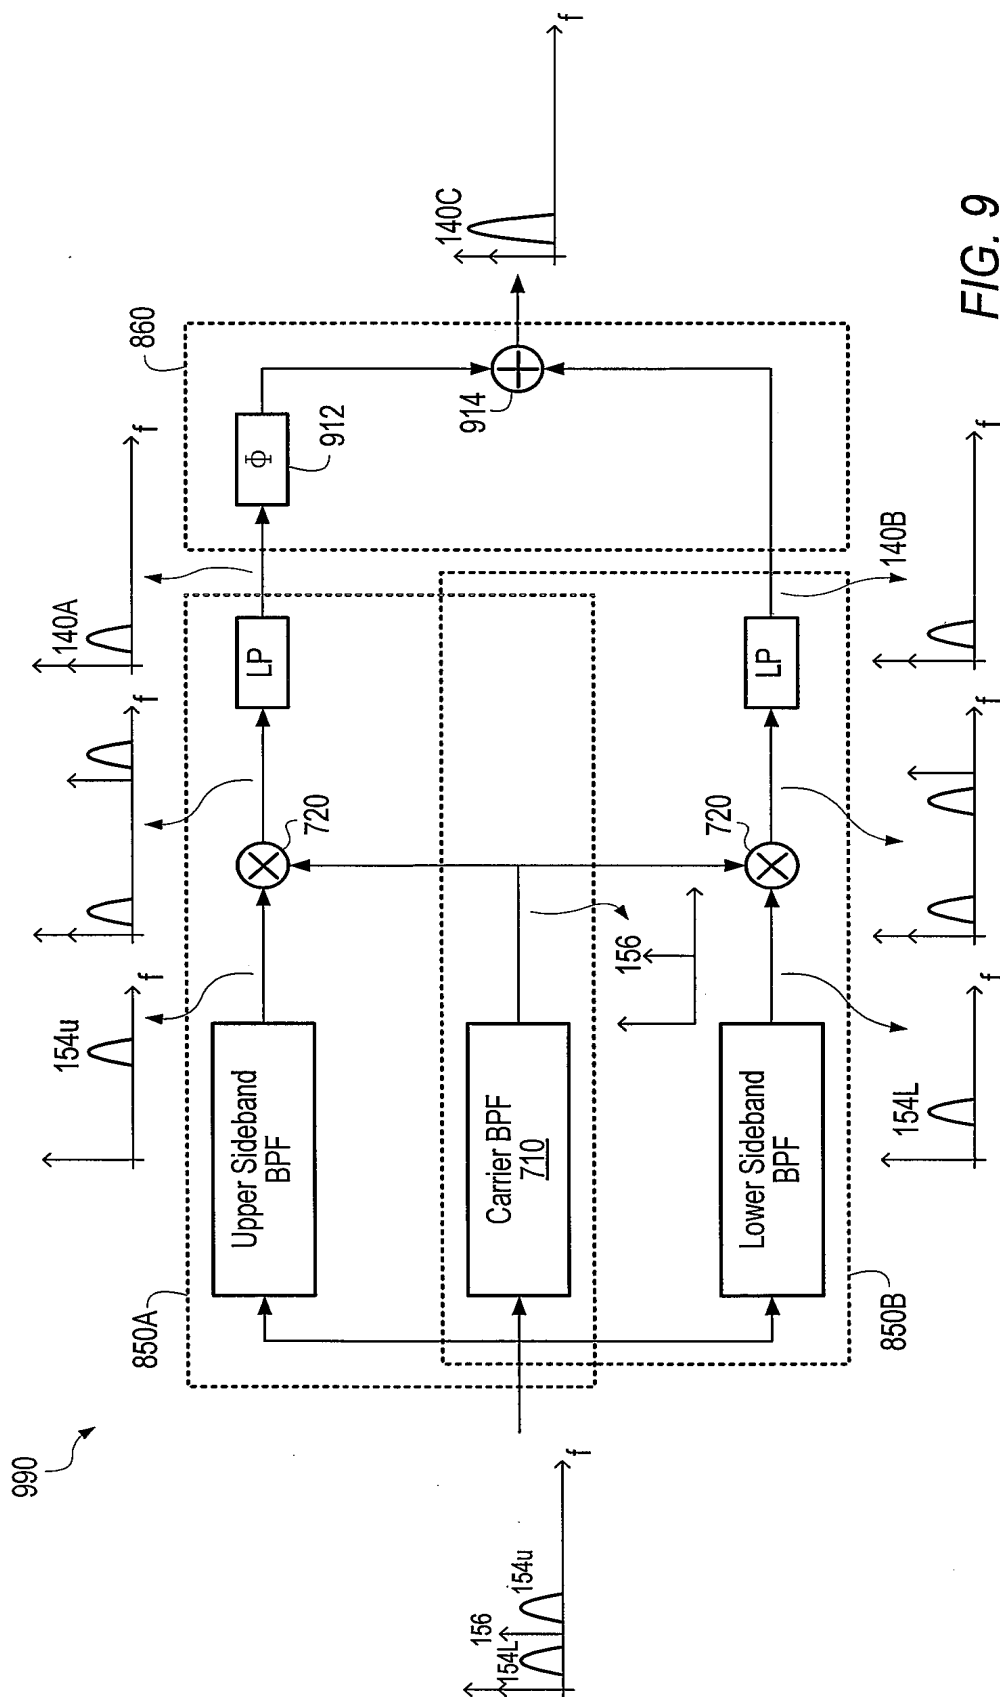 990
154L
156
154u
f
850A
Upper Sideband
BPF
Carrier BPF
710
Lower Sideband
BPF
850B
154u
f
154L
f
156
720
720
f
f
LP
LP
140A
f
140B
f
860
Φ
912
914
140C
f
FIG. 9